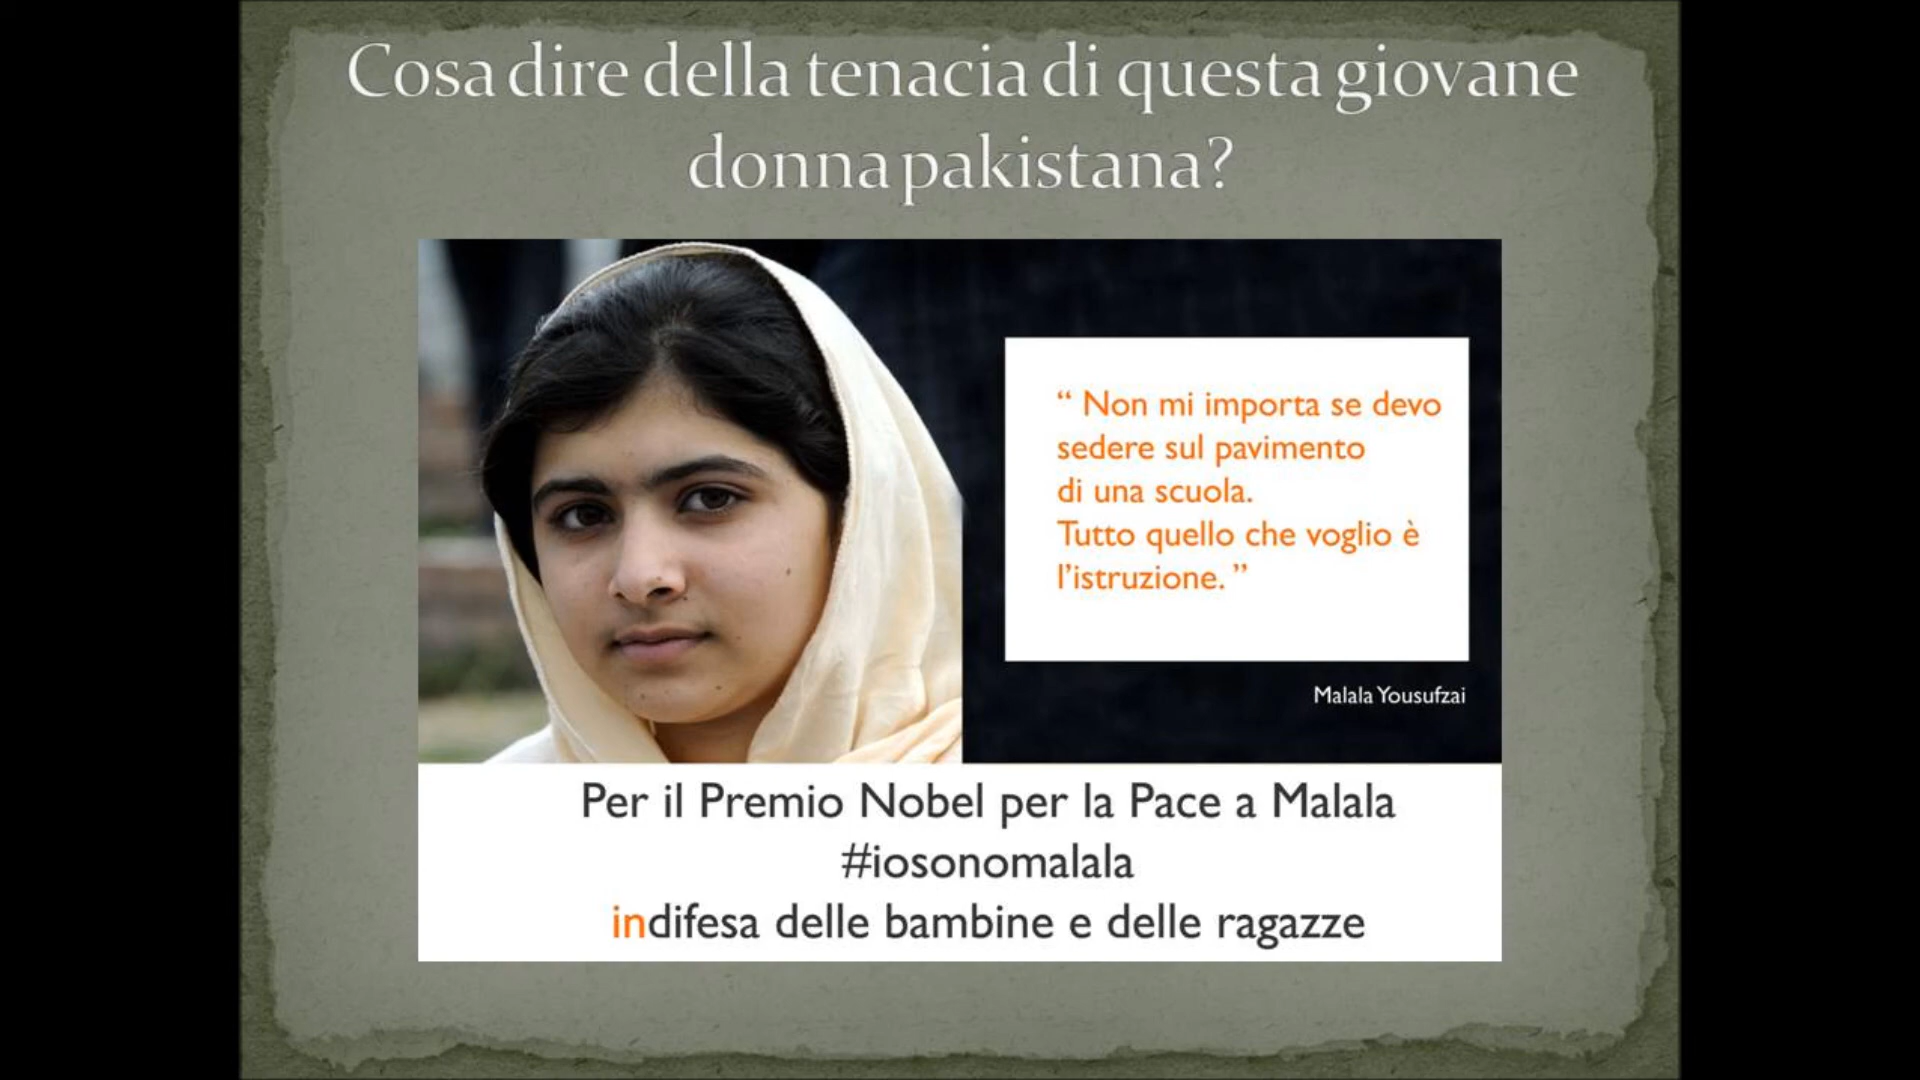 Cosa dire della tenacia di questa giovane
donna pakistana?
“ Non mi importa se devo
sedere sul pavimento
di una scuola.
Tutto quello che voglio è
l’istruzione. ”
Malala Yousufzai
Per il Premio Nobel per la Pace a Malala
#iosonomalala
indifesa delle bambine e delle ragazze